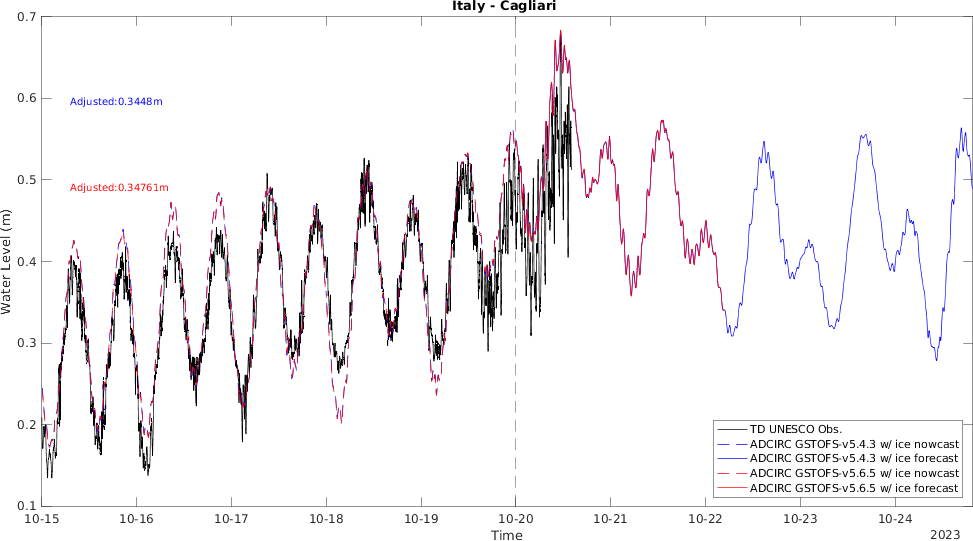 Italy - Cagliari
0.7
0.6
0.5
0.4
0.3
0.2
0.1
Water Level (m)
Adjusted:0.3448m
Adjusted:0.34761m
TD UNESCO Obs.
ADCIRC GSTOFS-v5.4.3 w/ ice nowcast
ADCIRC GSTOFS-v5.4.3 w/ ice forecast
ADCIRC GSTOFS-v5.6.5 w/ ice nowcast
ADCIRC GSTOFS-v5.6.5 w/ ice forecast
10-15 10-16 10-17 10-18 10-19 10-20 10-21 10-22 10-23 10-24
Time
2023